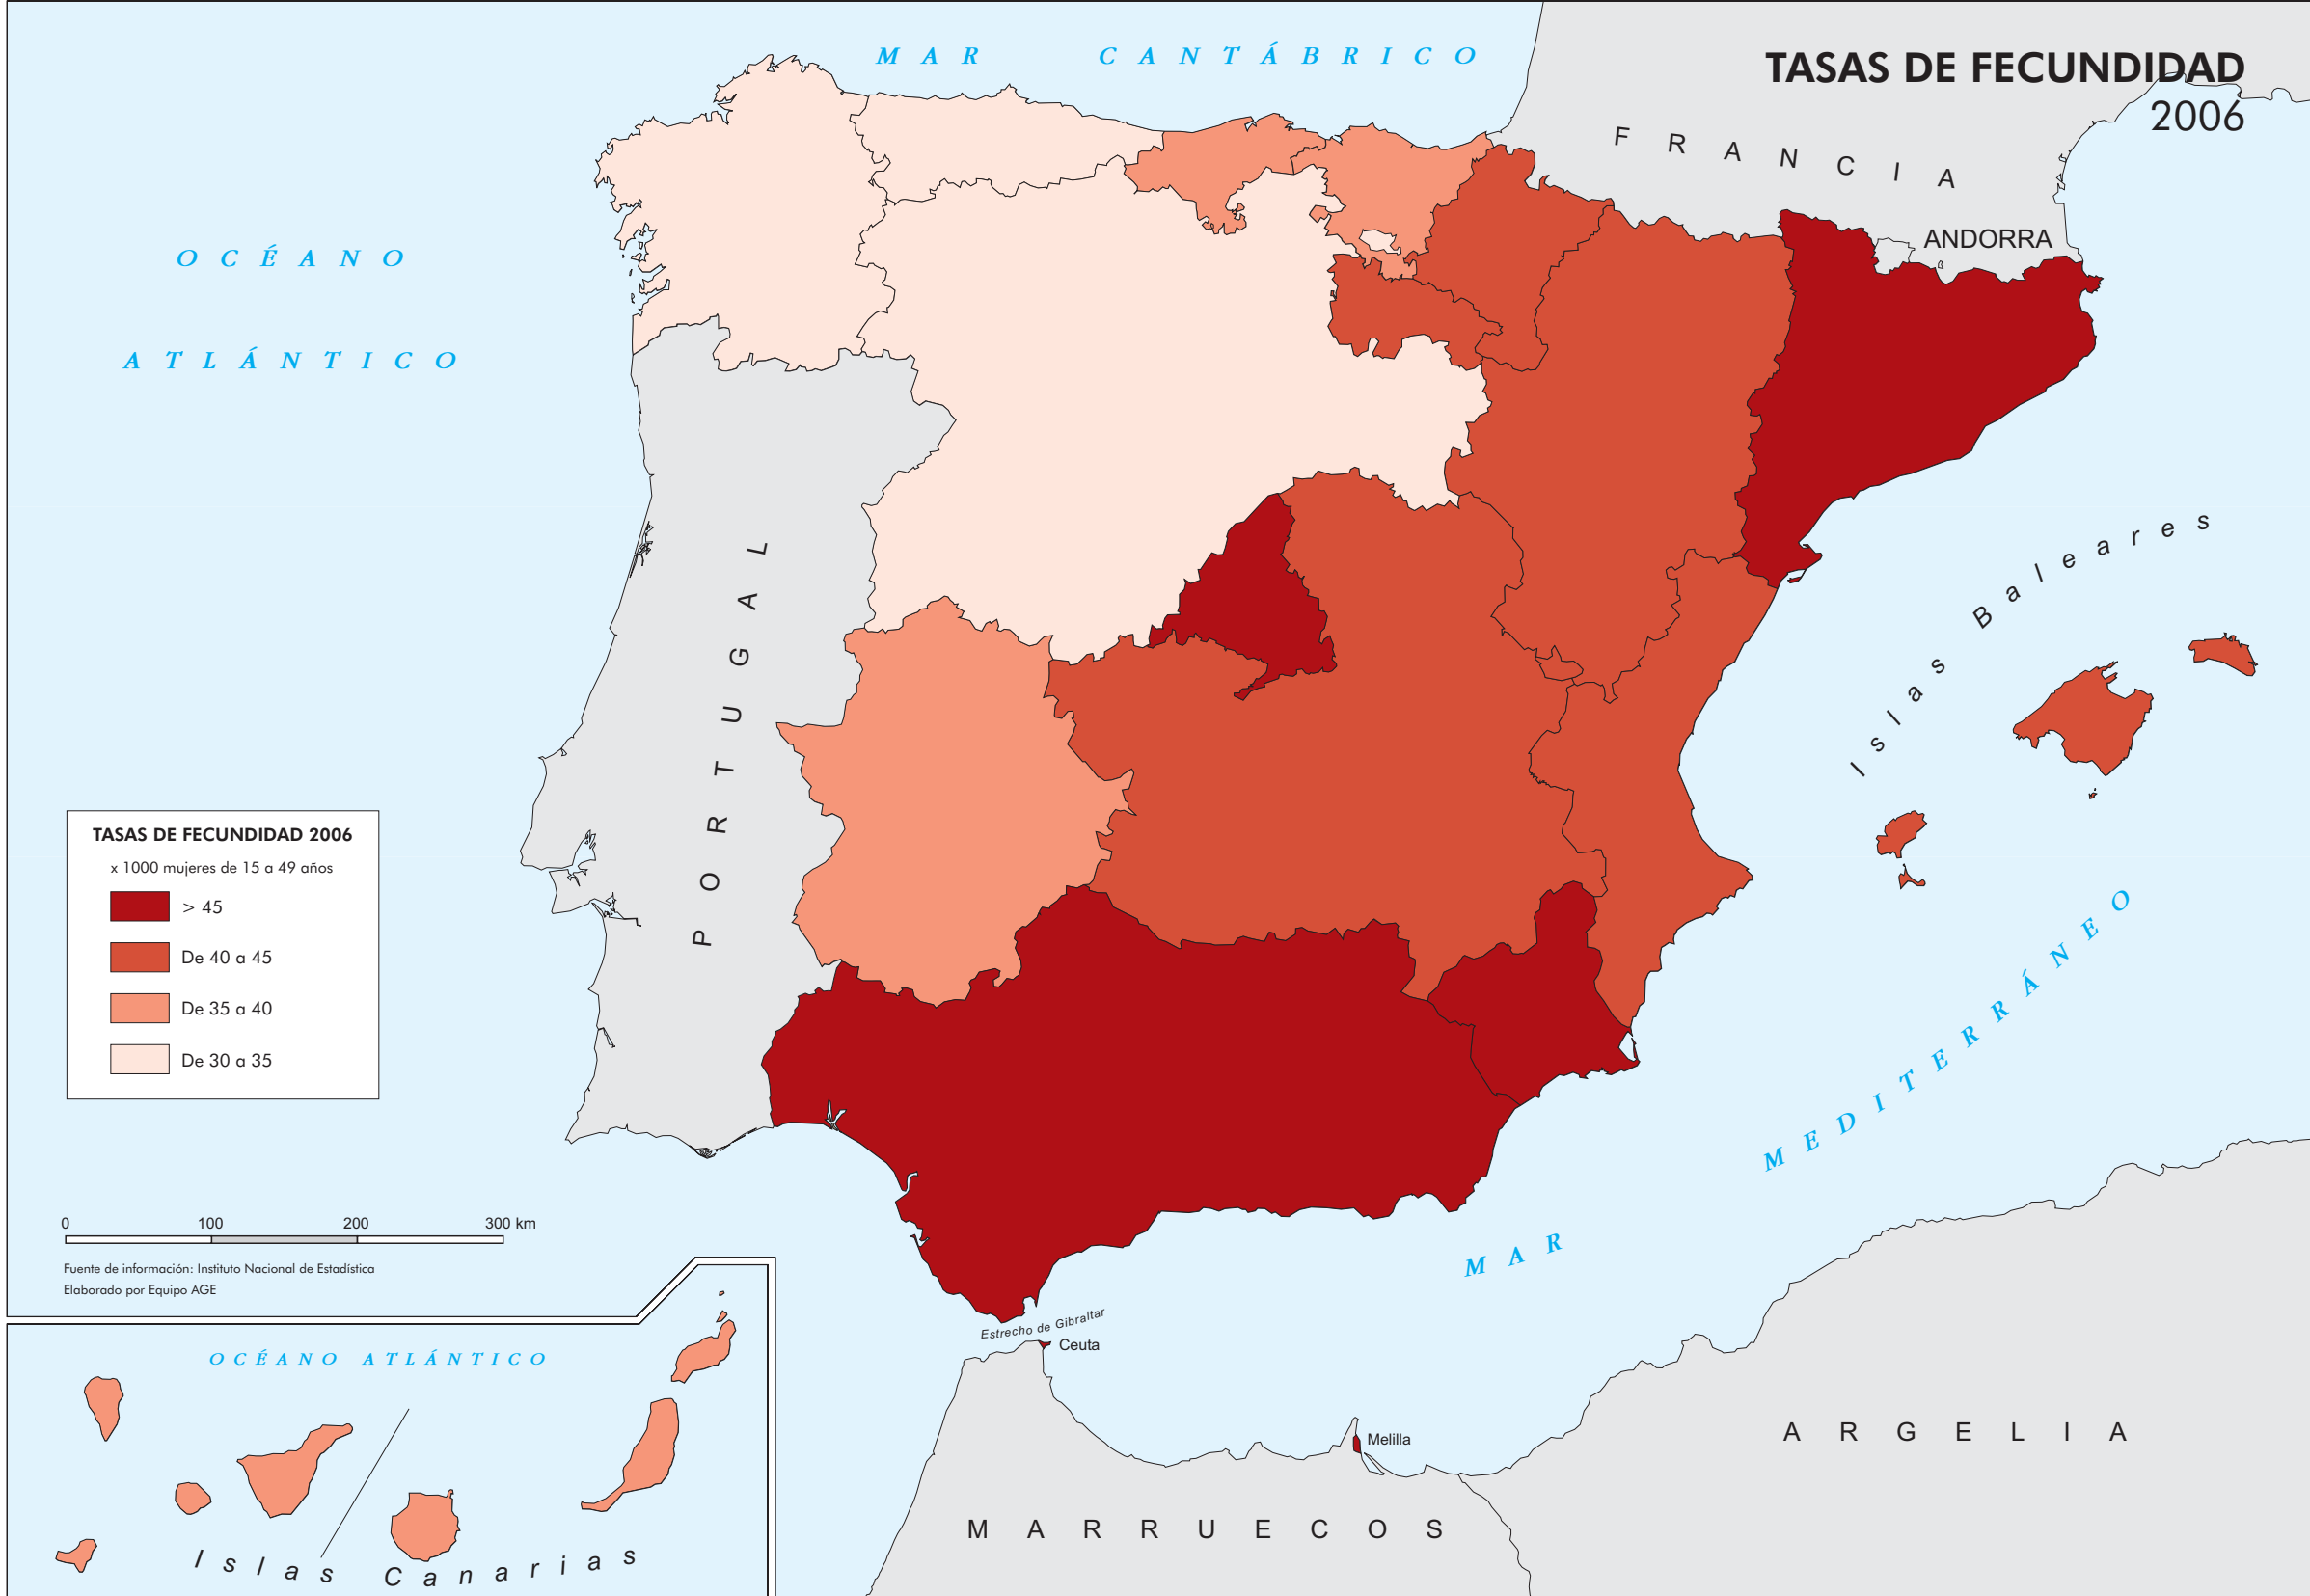 TASAS DE FECUNDIDAD
2006
MAR CANTÁBRICO
FRANCIA
ANDORRA
OCÉANO
ATLÁNTICO
PORTUGAL
Islas Baleares
MAR MEDITERRÁNEO
TASAS DE FECUNDIDAD 2006
x 1000 mujeres de 15 a 49 años
> 45
De 40 a 45
De 35 a 40
De 30 a 35
0 100 200 300 km
Fuente de información: Instituto Nacional de Estadística
Elaborado por Equipo AGE
Estrecho de Gibraltar
Ceuta
Melilla
MARRUECOS
ARGELIA
OCÉANO ATLÁNTICO
Islas Canarias